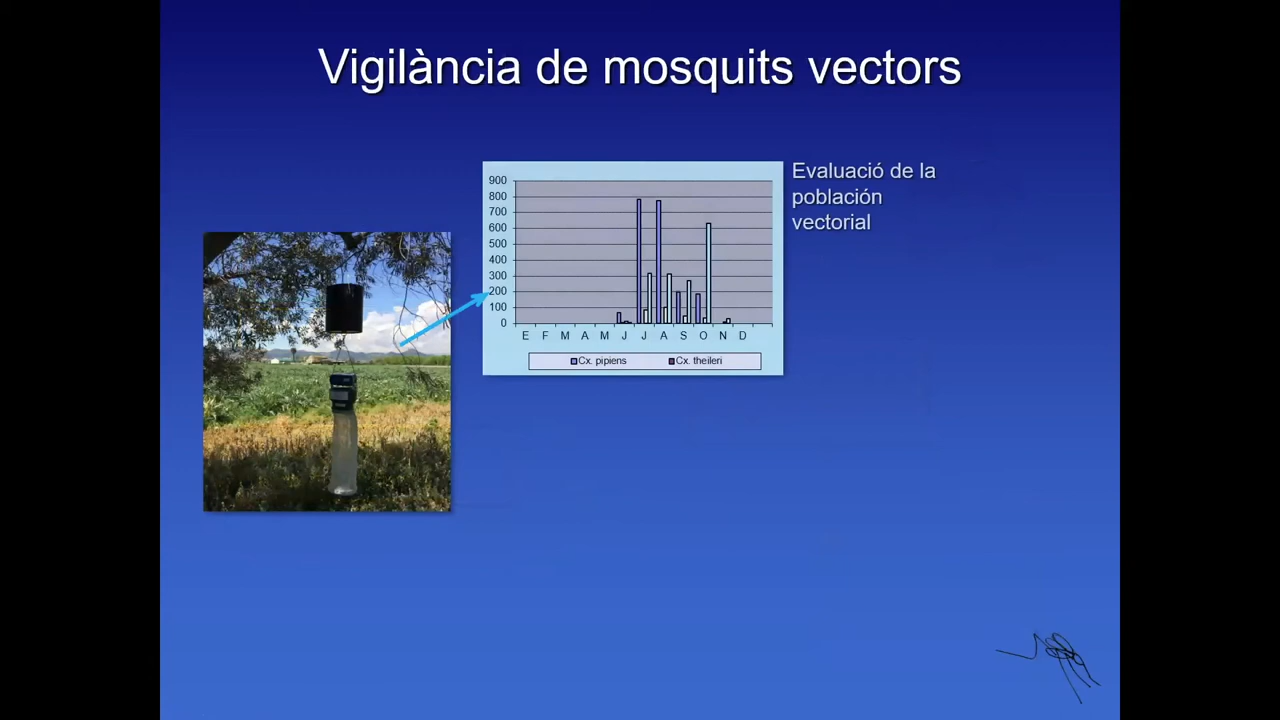 Vigilància de mosquits vectors
Evaluació de la
población
vectorial
900
800
700
600
500
400
300
200
100
0
E F M A M J J A S O N D
Cx. pipiens Cx. theileri